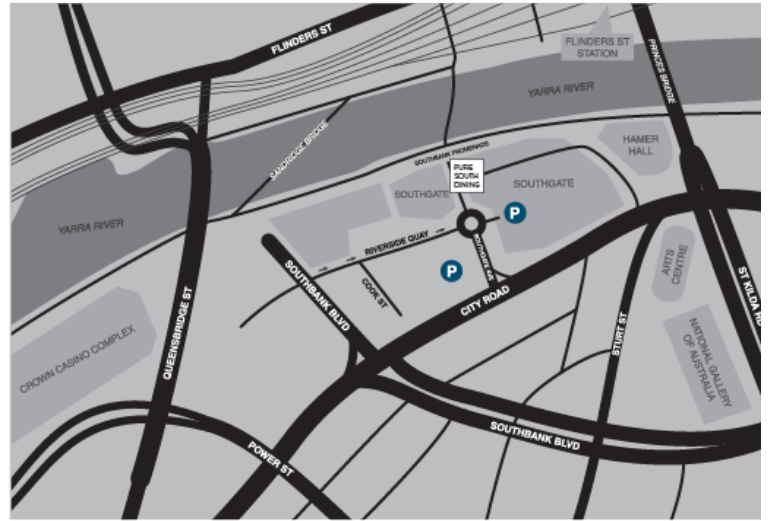 FLINDERS ST
FLINDERS ST
STATION
PRINCES BRIDGE
YARRA RIVER
SANDRIDGE BRIDGE
SOUTHBANK PROMENADE
HAMER
HALL
PURE
SOUTH
DINING
SOUTHGATE
SOUTHGATE
P
YARRA RIVER
RIVERSIDE QUAY
SOUTHGATE AVE
P
ARTS
CENTRE
ST KILDA RD
SOUTHBANK BLVD
COOK ST
CITY ROAD
QUEENSBRIDGE ST
CROWN CASINO COMPLEX
STURT ST
NATIONAL GALLERY
OF AUSTRALIA
SOUTHBANK BLVD
POWER ST